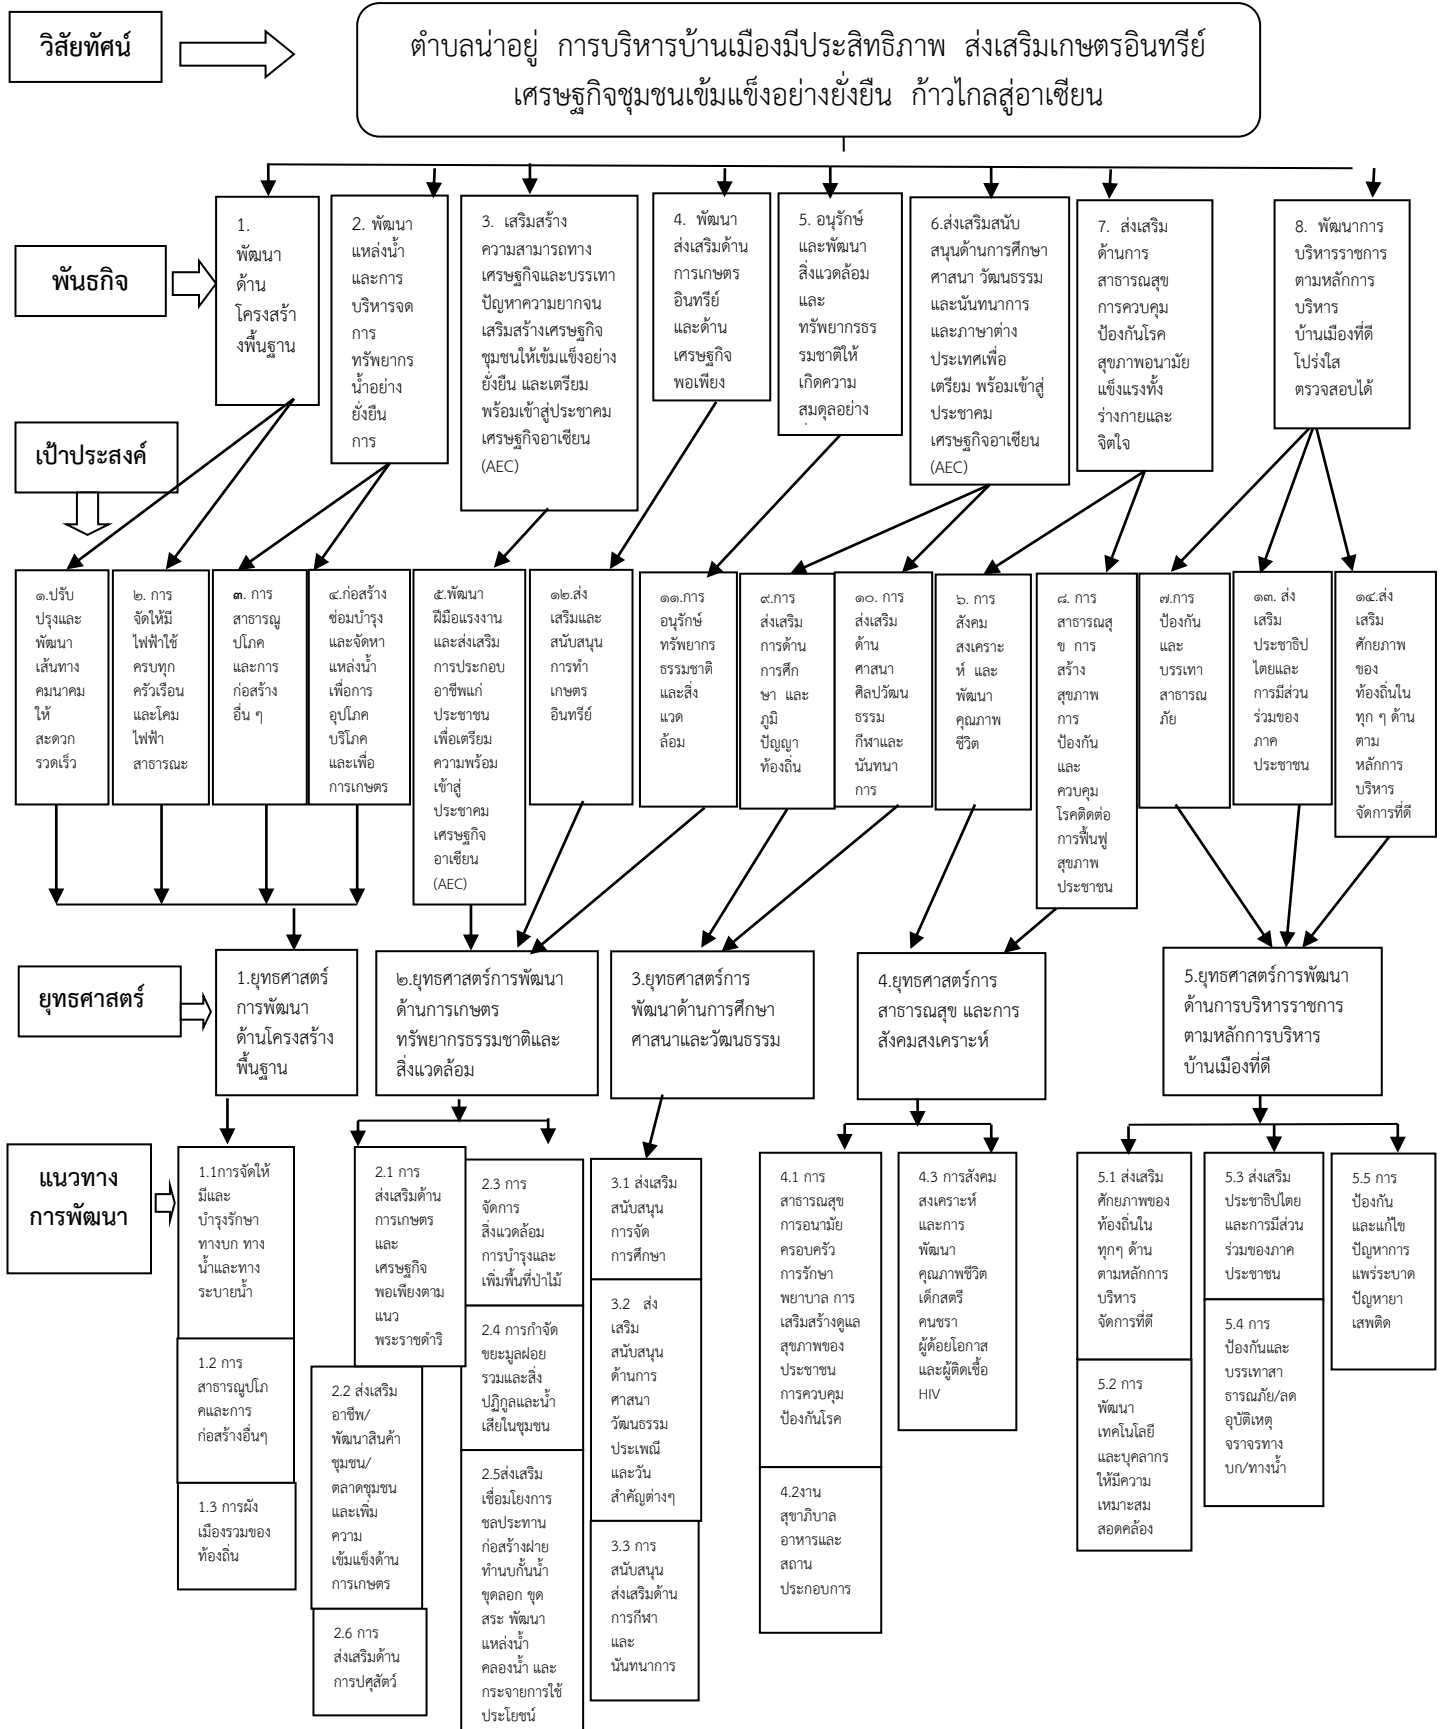 วิสัยทัศน์
ตำบลน่าอยู่ การบริหารบ้านเมืองมีประสิทธิภาพ ส่งเสริมเกษตรอินทรีย์
เศรษฐกิจชุมชนเข้มแข็งอย่างยั่งยืน ก้าวไกลสู่อาเซียน
พันธกิจ
1.
พัฒนา
ด้าน
โครงสร้า
งพื้นฐาน
2. พัฒนา
แหล่งน้ำ
และการ
บริหารจด
การ
ทรัพยากร
น้ำอย่าง
ยั่งยืน
การ
3. เสริมสร้าง
ความสามารถทาง
เศรษฐกิจและบรรเทา
ปัญหาความยากจน
เสริมสร้างเศรษฐกิจ
ชุมชนให้เข้มแข็งอย่าง
ยั่งยืน และเตรียม
พร้อมเข้าสู่ประชาคม
เศรษฐกิจอาเซียน
(AEC)
4. พัฒนา
ส่งเสริมด้าน
การเกษตร
อินทรีย์
และด้าน
เศรษฐกิจ
พอเพียง
5. อนุรักษ์
และพัฒนา
สิ่งแวดล้อม
และ
ทรัพยากรธร
รมชาติให้
เกิดความ
สมดุลอย่าง
6.ส่งเสริมสนับ
สนุนด้านการศึกษา
ศาสนา วัฒนธรรม
และนันทนาการ
และภาษาต่าง
ประเทศเพื่อ
เตรียม พร้อมเข้าสู่
ประชาคม
เศรษฐกิจอาเซียน
(AEC)
7. ส่งเสริม
ด้านการ
สาธารณสุข
การควบคุม
ป้องกันโรค
สุขภาพอนามัย
แข็งแรงทั้ง
ร่างกายและ
จิตใจ
8. พัฒนาการ
บริหารราชการ
ตามหลักการ
บริหาร
บ้านเมืองที่ดี
โปร่งใส
ตรวจสอบได้
เป้าประสงค์
๑.ปรับ
ปรุงและ
พัฒนา
เส้นทาง
คมนาคม
ให้
สะดวก
รวดเร็ว
๒. การ
จัดให้มี
ไฟฟ้าใช้
ครบทุก
ครัวเรือน
และโคม
ไฟฟ้า
สาธารณะ
๓. การ
สาธารณู
ปโภค
และการ
ก่อสร้าง
อื่น ๆ
๔.ก่อสร้าง
ซ่อมบำรุง
และจัดหา
แหล่งน้ำ
เพื่อการ
อุปโภค
บริโภค
และเพื่อ
การเกษตร
๕.พัฒนา
ฝีมือแรงงาน
และส่งเสริม
การประกอบ
อาชีพแก่
ประชาชน
เพื่อเตรียม
ความพร้อม
เข้าสู่
ประชาคม
เศรษฐกิจ
อาเซียน
(AEC)
๑๒.ส่ง
เสริมและ
สนับสนุน
การทำ
เกษตร
อินทรีย์
๑๑.การ
อนุรักษ์
ทรัพยากร
ธรรมชาติ
และสิ่ง
แวด
ล้อม
๙.การ
ส่งเสริม
การด้าน
การศึก
ษา และ
ภูมิ
ปัญญา
ท้องถิ่น
๑๐. การ
ส่งเสริม
ด้าน
ศาสนา
ศิลปวัฒน
ธรรม
กีฬาและ
นันทนา
การ
๖. การ
สังคม
สงเคราะ
ห์ และ
พัฒนา
คุณภาพ
ชีวิต
๘. การ
สาธารณสุ
ข การ
สร้าง
สุขภาพ
การ
ป้องกัน
และ
ควบคุม
โรคติดต่อ
การฟื้นฟู
สุขภาพ
ประชาชน
๗.การ
ป้องกัน
และ
บรรเทา
สาธารณ
ภัย
๑๓. ส่ง
เสริม
ประชาธิป
ไตยและ
การมีส่วน
ร่วมของ
ภาค
ประชาชน
๑๔.ส่ง
เสริม
ศักยภาพ
ของ
ท้องถิ่นใน
ทุก ๆ ด้าน
ตาม
หลักการ
บริหาร
จัดการที่ดี
ยุทธศาสตร์
1.ยุทธศาสตร์
การพัฒนา
ด้านโครงสร้าง
พื้นฐาน
๒.ยุทธศาสตร์การพัฒนา
ด้านการเกษตร
ทรัพยากรธรรมชาติและ
สิ่งแวดล้อม
3.ยุทธศาสตร์การ
พัฒนาด้านการศึกษา
ศาสนาและวัฒนธรรม
4.ยุทธศาสตร์การ
สาธารณสุข และการ
สังคมสงเคราะห์
5.ยุทธศาสตร์การพัฒนา
ด้านการบริหารราชการ
ตามหลักการบริหาร
บ้านเมืองที่ดี
แนวทาง
การพัฒนา
1.1การจัดให้
มีและ
บำรุงรักษา
ทางบก ทาง
น้ำและทาง
ระบายน้ำ
1.2 การ
สาธารณูปโภ
คและการ
ก่อสร้างอื่นๆ
1.3 การผัง
เมืองรวมของ
ท้องถิ่น
2.1 การ
ส่งเสริมด้าน
การเกษตร
และ
เศรษฐกิจ
พอเพียงตาม
แนว
พระราชดำริ
2.2 ส่งเสริม
อาชีพ/
พัฒนาสินค้า
ชุมชน/
ตลาดชุมชน
และเพิ่ม
ความ
เข้มแข็งด้าน
การเกษตร
2.6 การ
ส่งเสริมด้าน
การปศุสัตว์
2.3 การ
จัดการ
สิ่งแวดล้อม
การบำรุงและ
เพิ่มพื้นที่ป่าไม้
2.4 การกำจัด
ขยะมูลฝอย
รวมและสิ่ง
ปฏิกูลและน้ำ
เสียในชุมชน
2.5ส่งเสริม
เชื่อมโยงการ
ชลประทาน
ก่อสร้างฝาย
ทำนบกั้นน้ำ
ขุดลอก ขุด
สระ พัฒนา
แหล่งน้ำ
คลองน้ำ และ
กระจายการใช้
ประโยชน์
3.1 ส่งเสริม
สนับสนุน
การจัด
การศึกษา
3.2 ส่ง
เสริม
สนับสนุน
ด้านการ
ศาสนา
วัฒนธรรม
ประเพณี
และวัน
สำคัญต่างๆ
3.3 การ
สนับสนุน
ส่งเสริมด้าน
การกีฬา
และ
นันทนาการ
4.1 การ
สาธารณสุข
การอนามัย
ครอบครัว
การรักษา
พยาบาล การ
เสริมสร้างดูแล
สุขภาพของ
ประชาชน
การควบคุม
ป้องกันโรค
4.2งาน
สุขาภิบาล
อาหารและ
สถาน
ประกอบการ
4.3 การสังคม
สงเคราะห์
และการ
พัฒนา
คุณภาพชีวิต
เด็กสตรี
คนชรา
ผู้ด้อยโอกาส
และผู้ติดเชื้อ
HIV
5.1 ส่งเสริม
ศักยภาพของ
ท้องถิ่นใน
ทุกๆ ด้าน
ตามหลักการ
บริหาร
จัดการที่ดี
5.2 การ
พัฒนา
เทคโนโลยี
และบุคลากร
ให้มีความ
เหมาะสม
สอดคล้อง
5.3 ส่งเสริม
ประชาธิปไตย
และการมีส่วน
ร่วมของภาค
ประชาชน
5.4 การ
ป้องกันและ
บรรเทาสา
ธารณภัย/ลด
อุบัติเหตุ
จราจรทาง
บก/ทางน้ำ
5.5 การ
ป้องกัน
และแก้ไข
ปัญหาการ
แพร่ระบาด
ปัญหายา
เสพติด